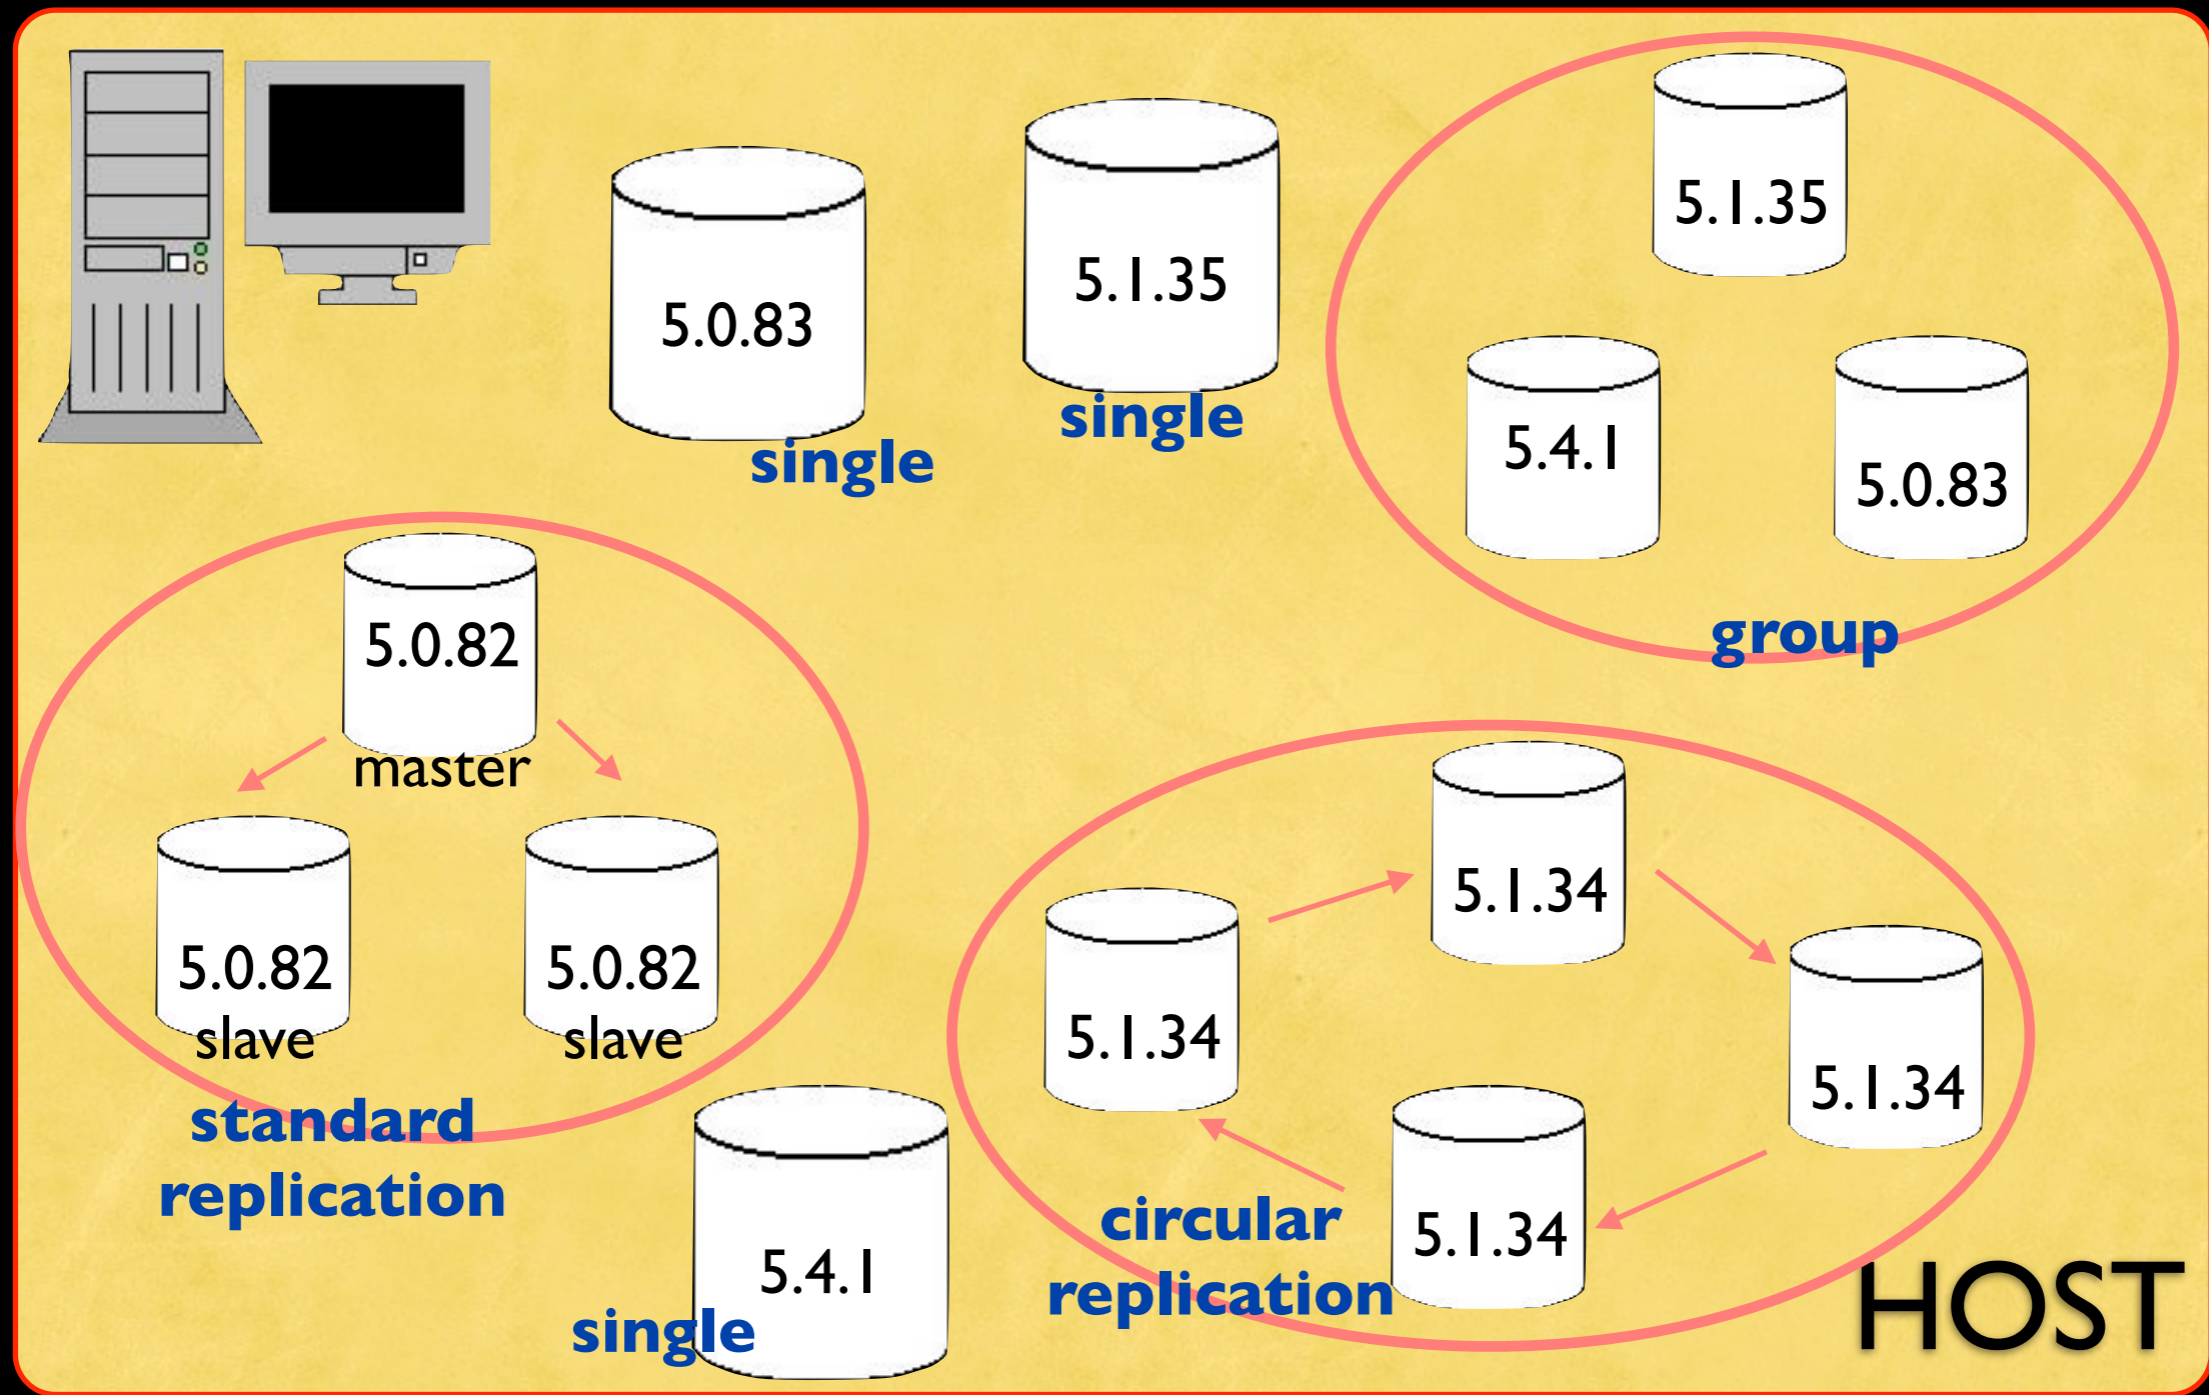 5.0.83
single
5.1.35
single
5.1.35
5.4.1
5.0.83
group
5.0.82
master
5.0.82
slave
5.0.82
slave
standard
replication
5.4.1
single
5.1.34
5.1.34
5.1.34
5.1.34
circular
replication
HOST